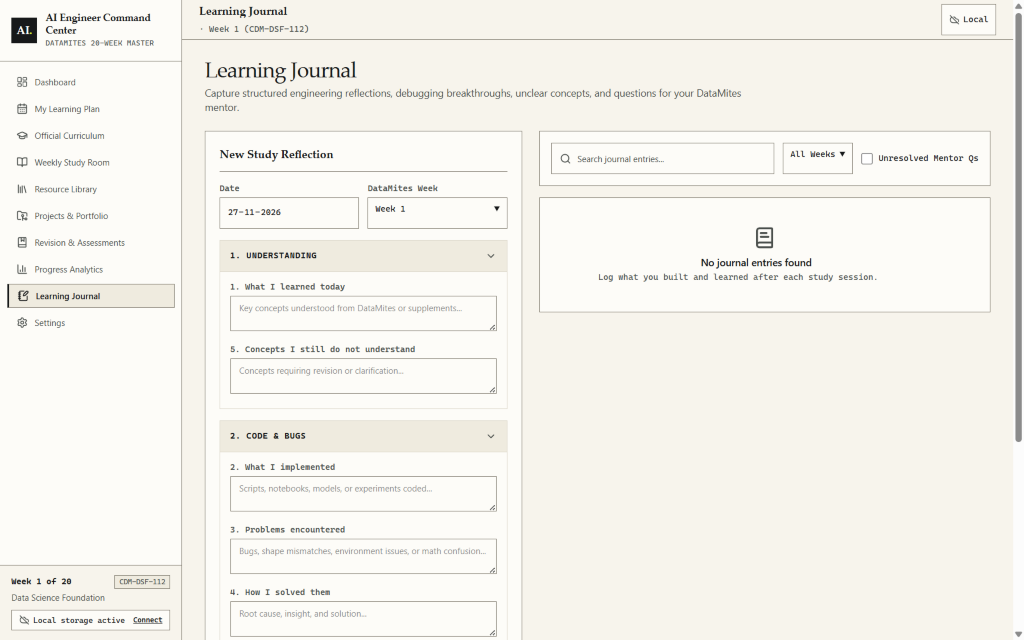 AI.
AI Engineer Command
Center
DATAMITES 20-WEEK MASTER
Dashboard
My Learning Plan
Official Curriculum
Weekly Study Room
Resource Library
Projects & Portfolio
Revision & Assessments
Progress Analytics
Learning Journal
Settings
Week 1 of 20
CDM-DSF-112
Data Science Foundation
Local storage active Connect
Learning Journal
· Week 1 (CDM-DSF-112)
Local
Learning Journal
Capture structured engineering reflections, debugging breakthroughs, unclear concepts, and questions for your DataMites
mentor.
New Study Reflection
Date
DataMites Week
27-11-2026
Week 1
1. UNDERSTANDING
1. What I learned today
Key concepts understood from DataMites or supplements...
5. Concepts I still do not understand
Concepts requiring revision or clarification...
2. CODE & BUGS
2. What I implemented
Scripts, notebooks, models, or experiments coded...
3. Problems encountered
Bugs, shape mismatches, environment issues, or math confusion...
4. How I solved them
Root cause, insight, and solution...
Search journal entries...
All Weeks
Unresolved Mentor Qs
No journal entries found
Log what you built and learned after each study session.